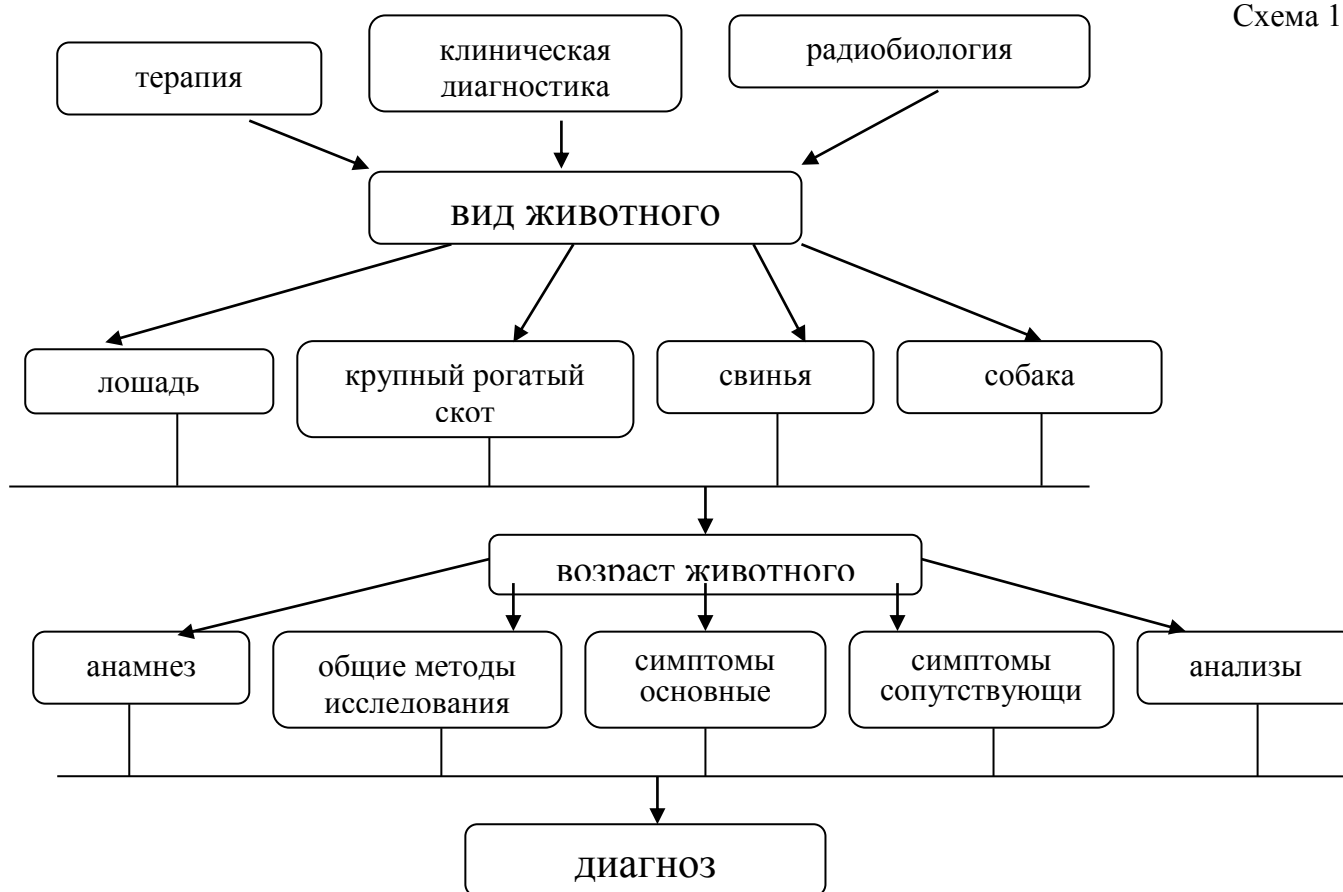 Схема 1
терапия
клиническая
диагностика
радиобиология
вид животного
лошадь
крупный рогатый
скот
свинья
собака
возраст животного
анамнез
общие методы
исследования
симптомы
основные
симптомы
сопутствующи
анализы
диагноз